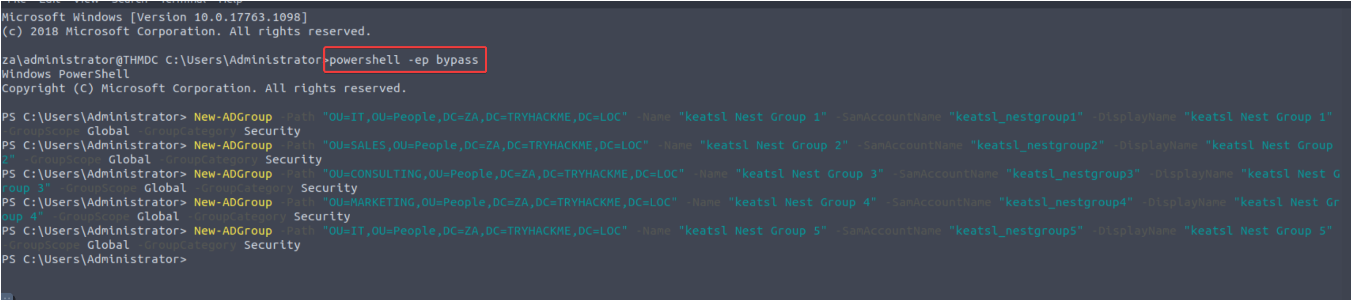 Microsoft Windows [Version 10.0.17763.1098]
(c) 2018 Microsoft Corporation. All rights reserved.
za\administrator@THMDC C:\Users\Administrator>powershell -ep bypass
Windows PowerShell
Copyright (C) Microsoft Corporation. All rights reserved.
PS C:\Users\Administrator> New-ADGroup -Path "OU=IT,OU=People,DC=ZA,DC=TRYHACKME,DC=LOC" -Name "keatsl Nest Group 1" -SamAccountName "keatsl_nestgroup1" -DisplayName "keatsl Nest Group 1"
-GroupScope Global -GroupCategory Security
PS C:\Users\Administrator> New-ADGroup -Path "OU=SALES,OU=People,DC=ZA,DC=TRYHACKME,DC=LOC" -Name "keatsl Nest Group 2" -SamAccountName "keatsl_nestgroup2" -DisplayName "keatsl Nest Group
2" -GroupScope Global -GroupCategory Security
PS C:\Users\Administrator> New-ADGroup -Path "OU=CONSULTING,OU=People,DC=ZA,DC=TRYHACKME,DC=LOC" -Name "keatsl Nest Group 3" -SamAccountName "keatsl_nestgroup3" -DisplayName "keatsl Nest G
roup 3" -GroupScope Global -GroupCategory Security
PS C:\Users\Administrator> New-ADGroup -Path "OU=MARKETING,OU=People,DC=ZA,DC=TRYHACKME,DC=LOC" -Name "keatsl Nest Group 4" -SamAccountName "keatsl_nestgroup4" -DisplayName "keatsl Nest Gr
oup 4" -GroupScope Global -GroupCategory Security
PS C:\Users\Administrator> New-ADGroup -Path "OU=IT,OU=People,DC=ZA,DC=TRYHACKME,DC=LOC" -Name "keatsl Nest Group 5" -SamAccountName "keatsl_nestgroup5" -DisplayName "keatsl Nest Group 5"
-GroupScope Global -GroupCategory Security
PS C:\Users\Administrator>